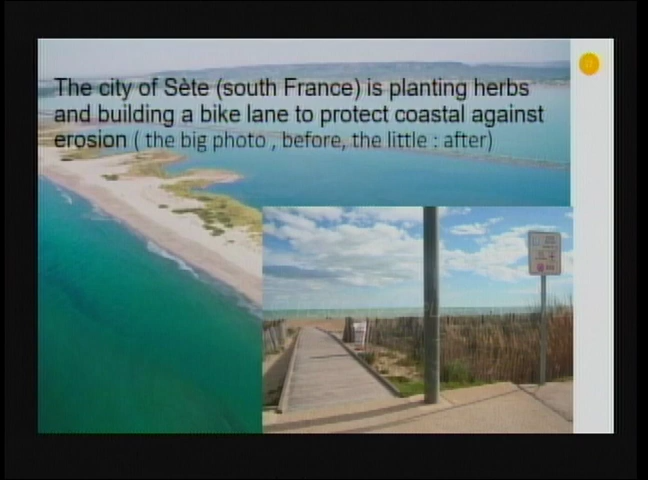 The city of Sète (south France) is planting herbs
and building a bike lane to protect coastal against
erosion ( the big photo , before, the little : after)